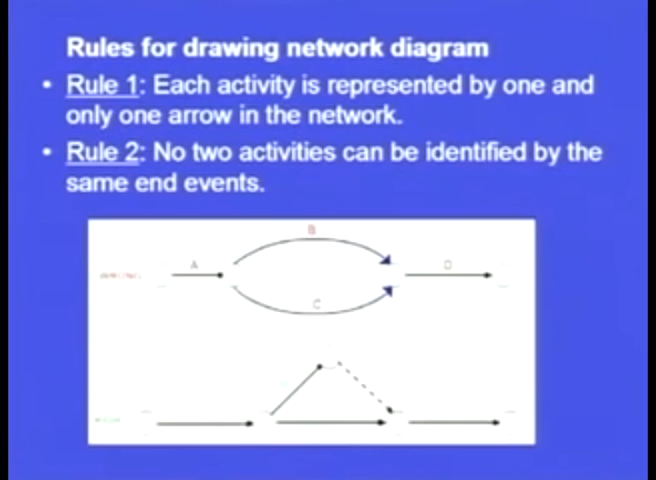 Rules for drawing network diagram
• Rule 1: Each activity is represented by one and
only one arrow in the network.
• Rule 2: No two activities can be identified by the
same end events.
B
A
D
C